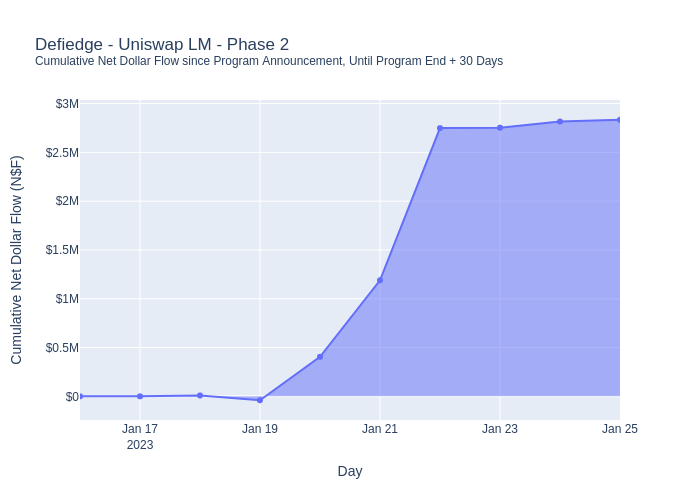 Defiedge - Uniswap LM - Phase 2
Cumulative Net Dollar Flow since Program Announcement, Until Program End + 30 Days
Cumulative Net Dollar Flow (N$F)
$3M
$2.5M
$2M
$1.5M
$1M
$0.5M
$0
Jan 17
2023
Jan 19
Jan 21
Jan 23
Jan 25
Day